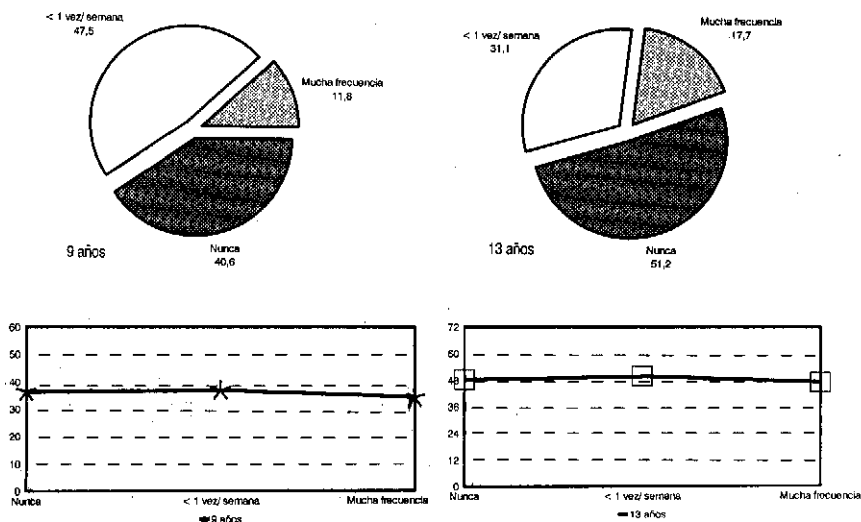 < 1 vez/ semana
47,5
Mucha frecuencia
11,8
Nunca
40,6
9 años
< 1 vez/ semana
31,1
Mucha frecuencia
17,7
Nunca
51,2
13 años
60
50
40
30
20
10
0
Nunca
< 1 vez/ semana
Mucha frecuencia
9 años
72
60
48
36
24
12
0
Nunca
< 1 vez/ semana
Mucha frecuencia
13 años